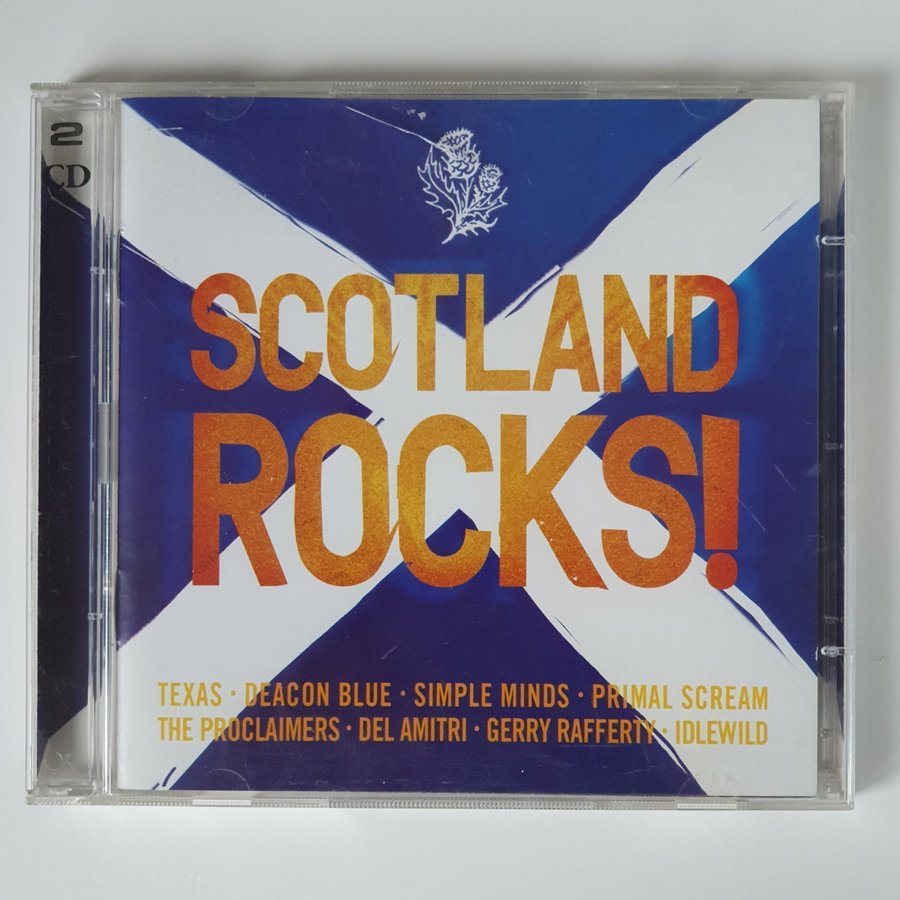 2
CD
SCOTLAND
ROCKS!
TEXAS · DEACON BLUE · SIMPLE MINDS · PRIMAL SCREAM
THE PROCLAIMERS · DEL AMITRI · GERRY RAFFERTY · IDLEWILD